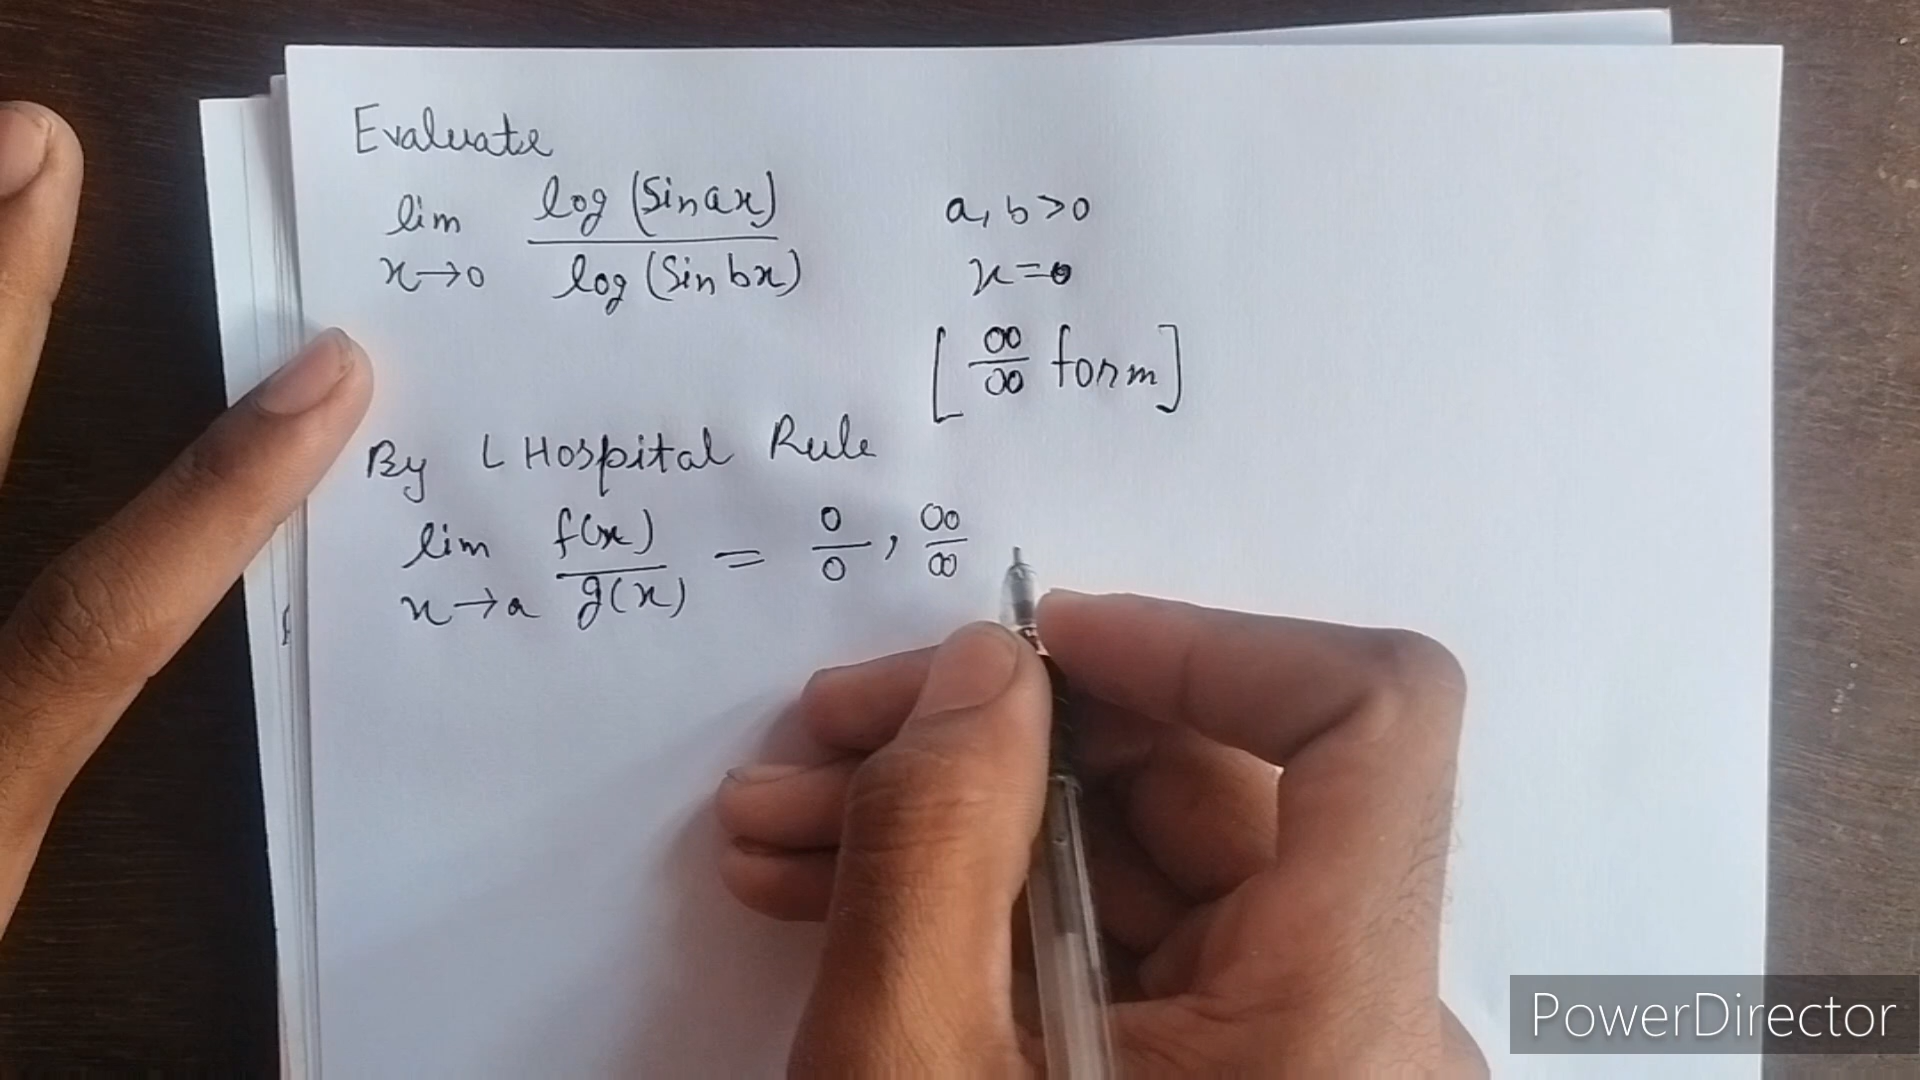 Evaluate
lim x→0 log (Sin ax) / log (Sin bx)
a, b > 0
x = 0
[ ∞/∞ form ]
By L Hospital Rule
lim x→a f(x) / g(x) = 0/0 , ∞/∞
PowerDirector